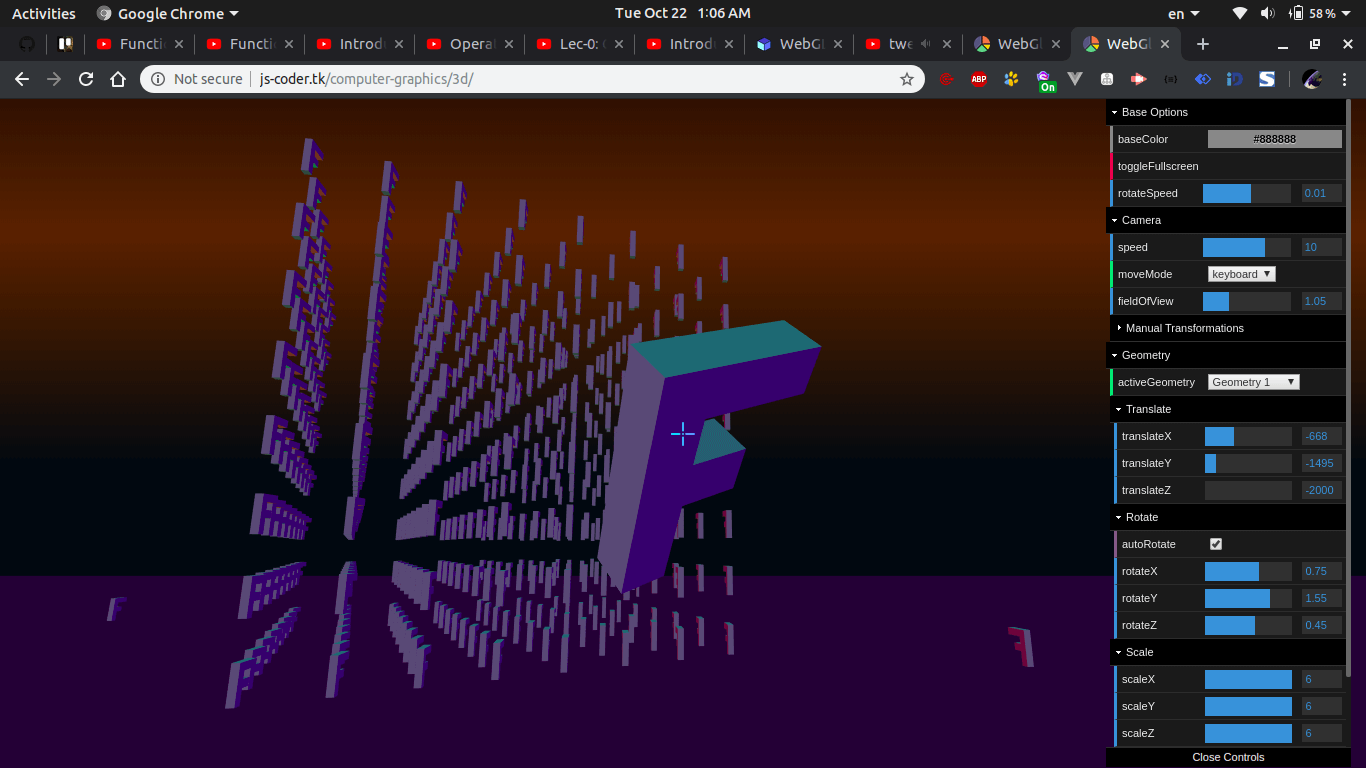 Activities Google Chrome Tue Oct 22 1:06 AM en 58 %
Functi Functi Introdu Opera Lec-0: Introdu WebGL twe WebGL WebGL
Not secure js-coder.tk/computer-graphics/3d/ ABP On
Base Options
baseColor #888888
toggleFullscreen
rotateSpeed 0.01
Camera
speed 10
moveMode keyboard
fieldOfView 1.05
Manual Transformations
Geometry
activeGeometry Geometry 1
Translate
translateX -668
translateY -1495
translateZ -2000
Rotate
autoRotate
rotateX 0.75
rotateY 1.55
rotateZ 0.45
Scale
scaleX 6
scaleY 6
scaleZ 6
Close Controls
F